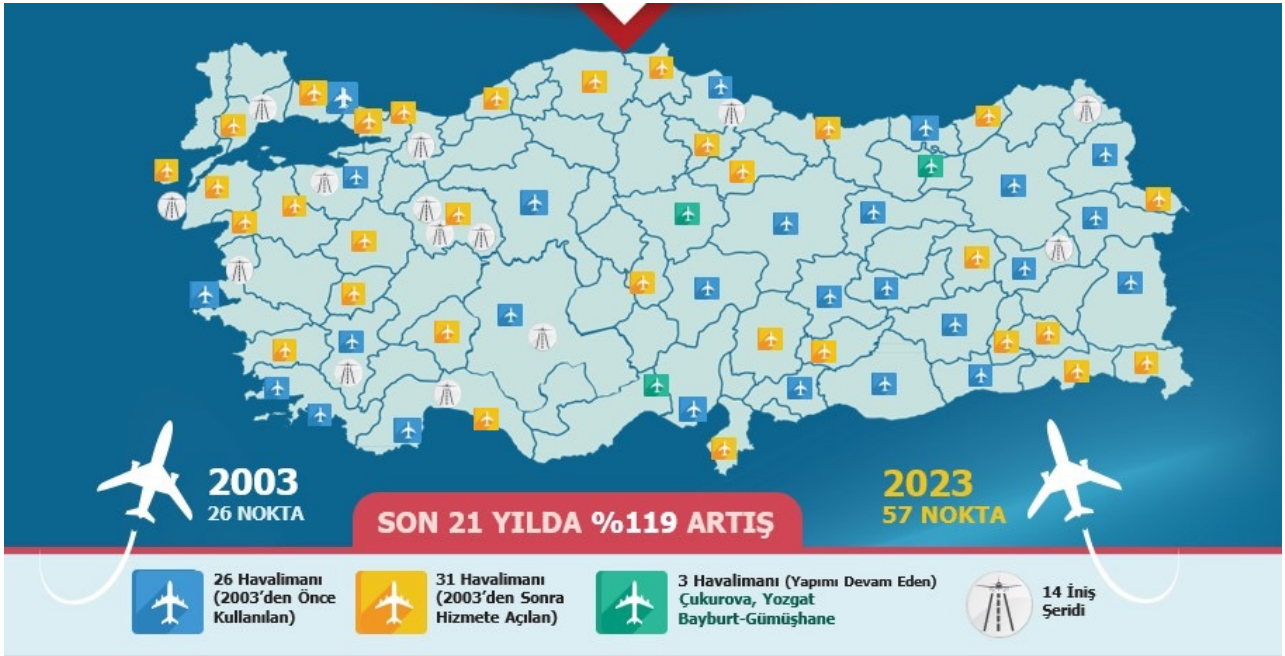 2003
26 NOKTA
2023
57 NOKTA
SON 21 YILDA %119 ARTIŞ
26 Havalimanı
(2003'den Önce
Kullanılan)
31 Havalimanı
(2003'den Sonra
Hizmete Açılan)
3 Havalimanı (Yapımı Devam Eden)
Çukurova, Yozgat
Bayburt-Gümüşhane
14 İniş
Şeridi